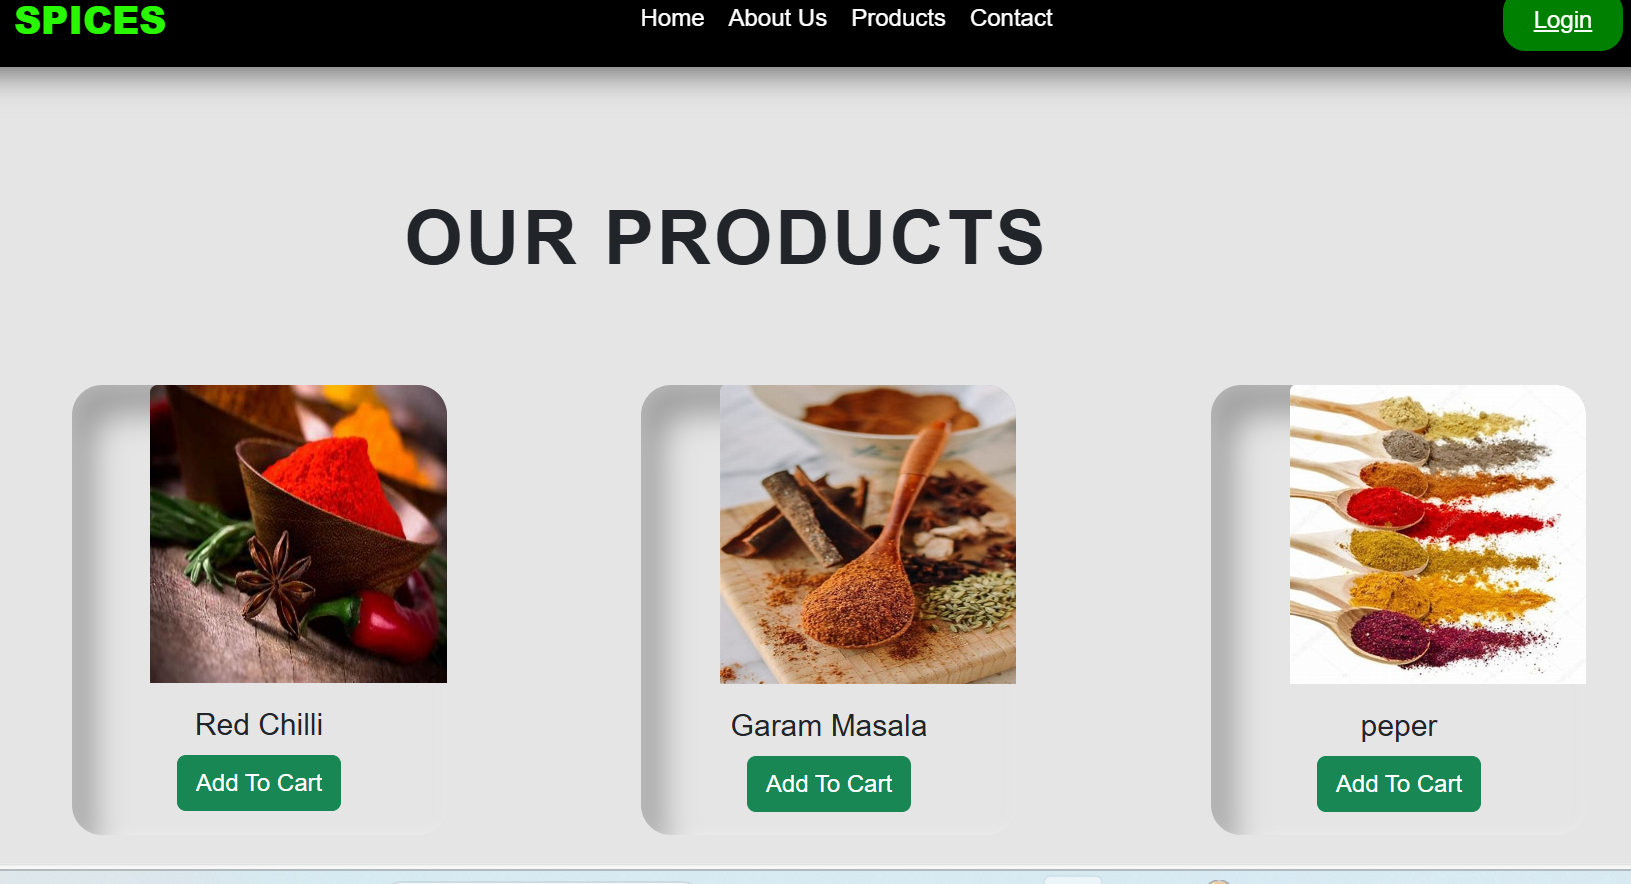 SPICES
Home About Us Products Contact
Login
OUR PRODUCTS
Red Chilli
Garam Masala
peper
Add To Cart
Add To Cart
Add To Cart